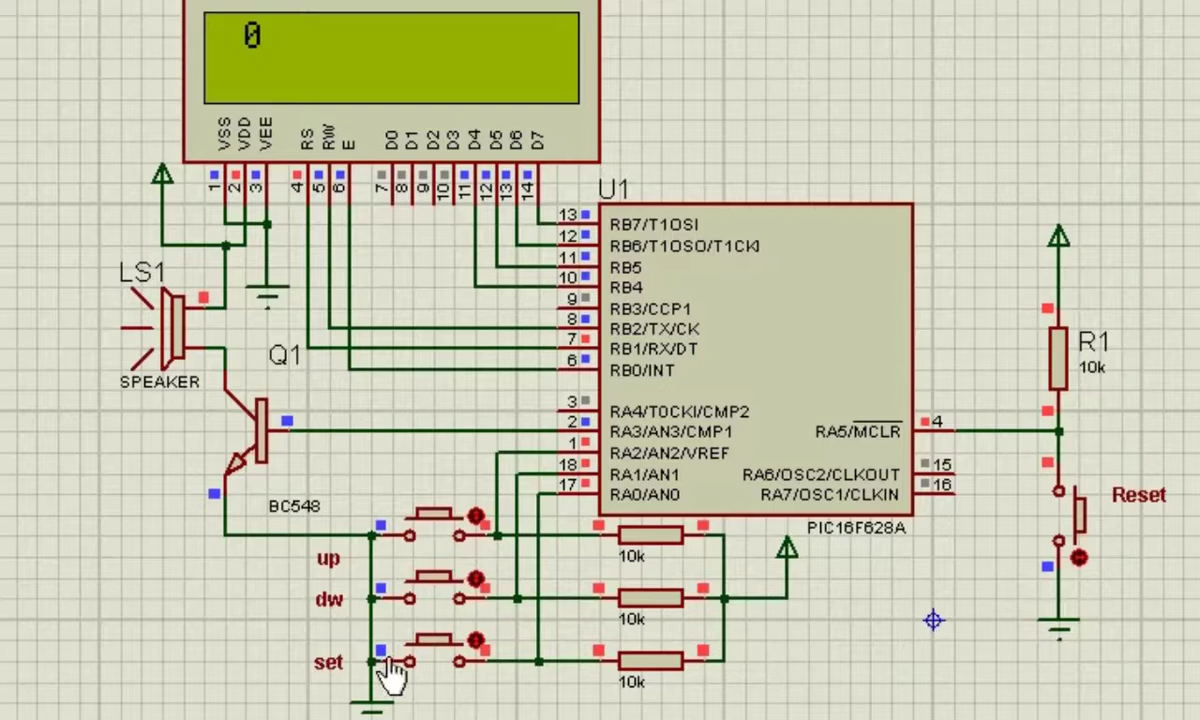 0
VSS VDD VEE RS RW E D0 D1 D2 D3 D4 D5 D6 D7
1 2 3 4 5 6 7 8 9 10 11 12 13 14
U1
13 RB7/T1OSI
12 RB6/T1OSO/T1CKI
11 RB5
10 RB4
9 RB3/CCP1
8 RB2/TX/CK
7 RB1/RX/DT
6 RB0/INT
3 RA4/T0CKI/CMP2
2 RA3/AN3/CMP1
1 RA2/AN2/VREF
18 RA1/AN1
17 RA0/AN0
RA5/MCLR 4
RA6/OSC2/CLKOUT 15
RA7/OSC1/CLKIN 16
PIC16F628A
LS1
SPEAKER
Q1
BC548
R1
10k
Reset
up
10k
dw
10k
set
10k